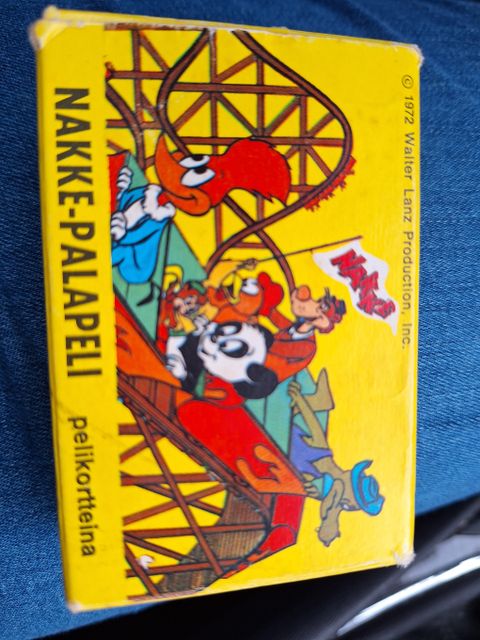 © 1972 Walter Lanz Production, Inc.
NAKKE
NAKKE-PALAPELI
pelikortteina